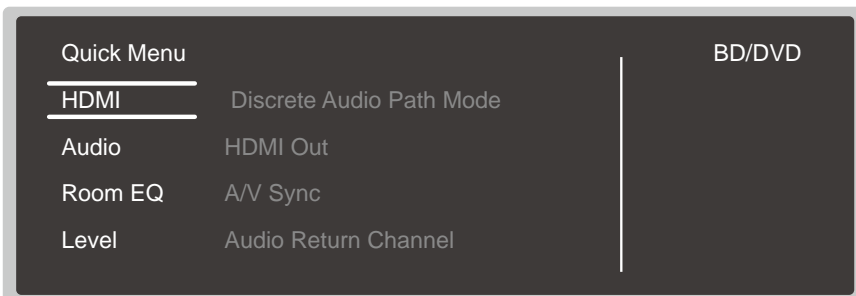 Quick Menu
BD/DVD
HDMI
Discrete Audio Path Mode
Audio
HDMI Out
Room EQ
A/V Sync
Level
Audio Return Channel